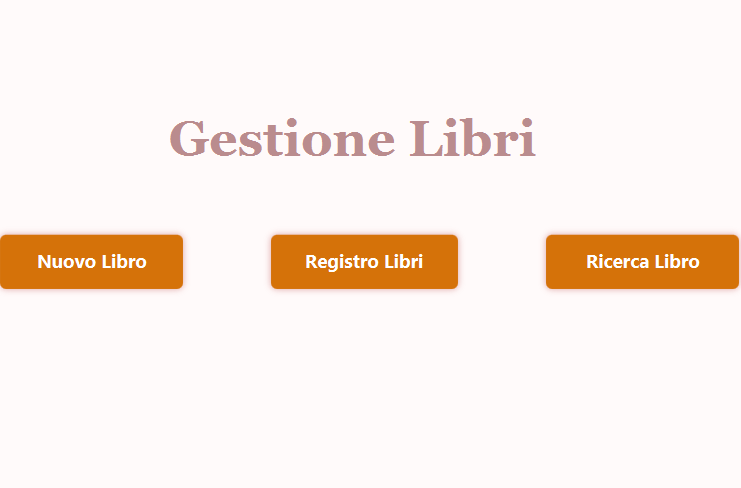 Gestione Libri
Nuovo Libro
Registro Libri
Ricerca Libro